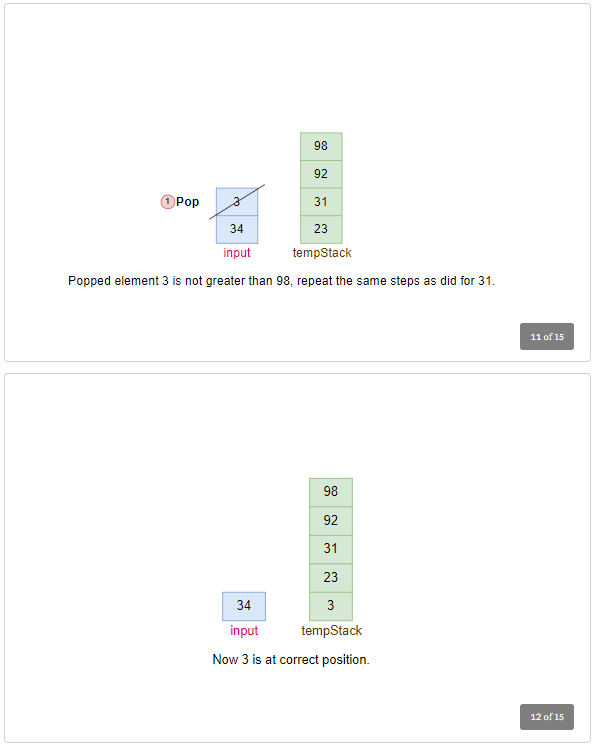 98
92
1 Pop 3 31
34 23
input tempStack
Popped element 3 is not greater than 98, repeat the same steps as did for 31.
11 of 15
98
92
31
23
34 3
input tempStack
Now 3 is at correct position.
12 of 15